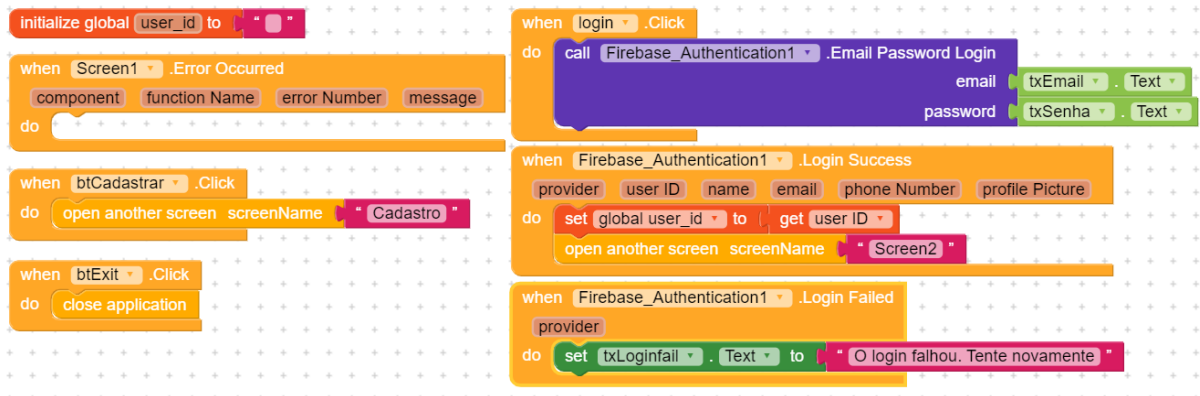 initialize global user_id to " "
when Screen1 .Error Occurred
component function Name error Number message
do
when btCadastrar .Click
do open another screen screenName " Cadastro "
when btExit .Click
do close application
when login .Click
do call Firebase_Authentication1 .Email Password Login
email txEmail . Text
password txSenha . Text
when Firebase_Authentication1 .Login Success
provider user ID name email phone Number profile Picture
do set global user_id to get user ID
open another screen screenName " Screen2 "
when Firebase_Authentication1 .Login Failed
provider
do set txLoginfail . Text to " O login falhou. Tente novamente "